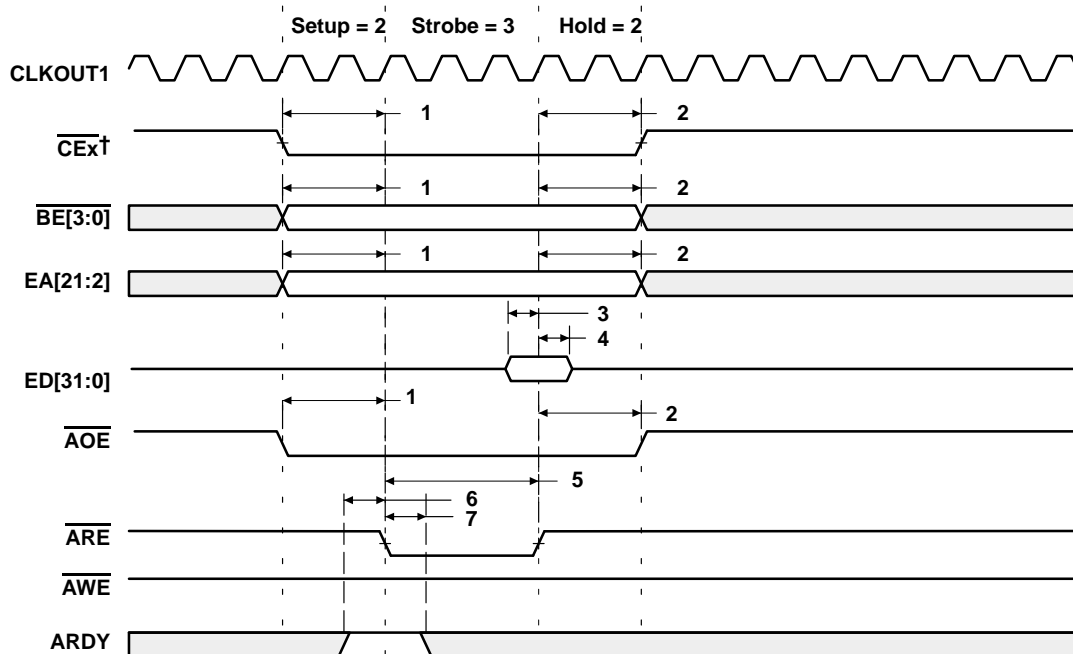 Setup = 2 Strobe = 3 Hold = 2
CLKOUT1
1 2
CEx†
1 2
BE[3:0]
1 2
EA[21:2]
3
4
ED[31:0]
1
2
AOE
5
6
7
ARE
AWE
ARDY